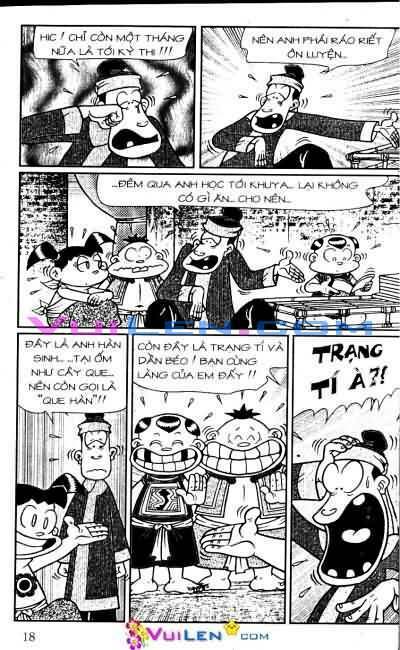 HIC ! CHỈ CÒN MỘT THÁNG
NỮA LÀ TỚI KỲ THI !!!
NÊN ANH PHẢI RÁO RIẾT
ÔN LUYỆN...
...ĐÊM QUA ANH HỌC TỚI KHUYA... LẠI KHÔNG
CÓ GÌ ĂN... CHO NÊN...
VUILEN.COM
ĐÂY LÀ ANH HÀN
SINH... ...TẠI ỐM
NHƯ CÂY QUE...
NÊN CÒN GỌI LÀ
"QUE HÀN"!!
CÒN ĐÂY LÀ TRẠNG TÍ VÀ
DẦN BÉO ! BẠN CÙNG
LÀNG CỦA EM ĐẤY !!
TRẠNG
TÍ À?!
18
VUILEN.COM